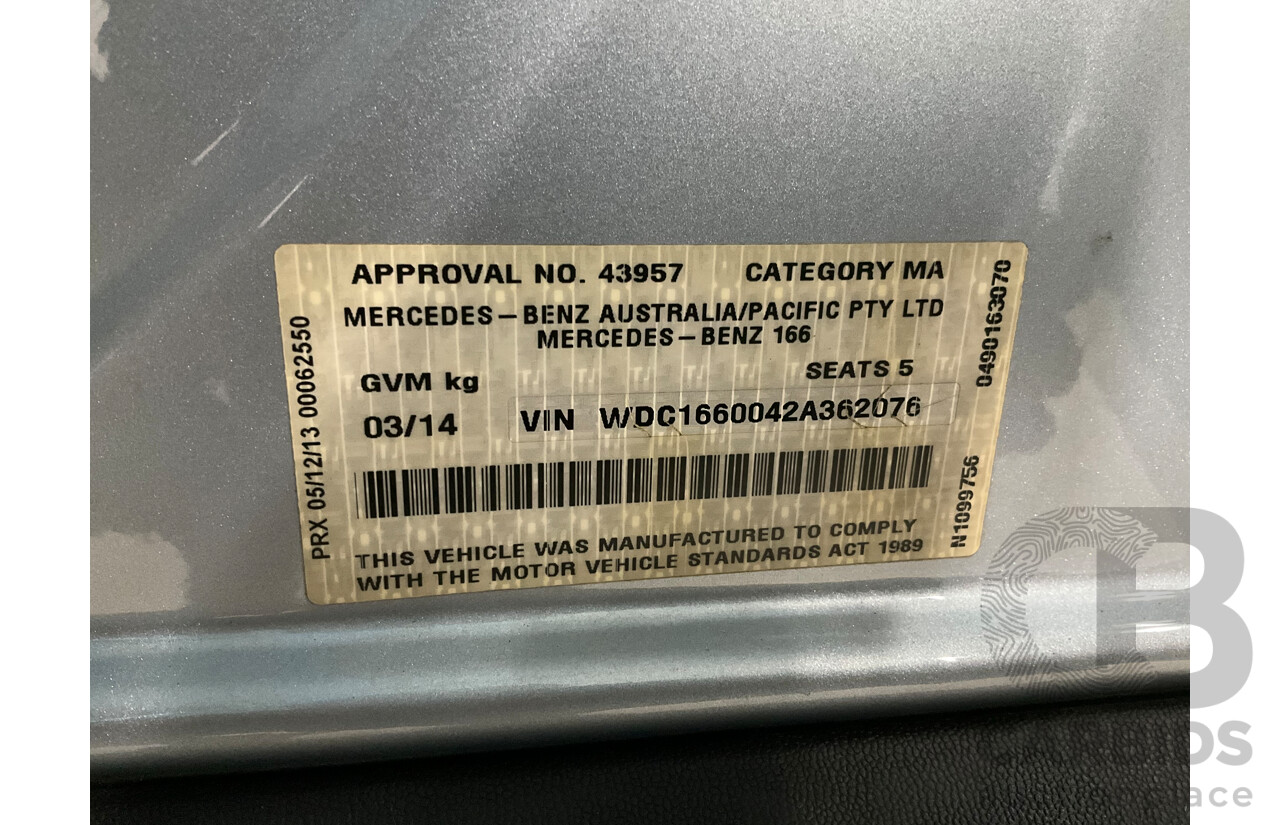 APPROVAL NO. 43957 CATEGORY MA
MERCEDES-BENZ AUSTRALIA/PACIFIC PTY LTD
MERCEDES-BENZ 166
SEATS 5
GVM kg
03/14 VIN WDC1660042A362076
THIS VEHICLE WAS MANUFACTURED TO COMPLY
WITH THE MOTOR VEHICLE STANDARDS ACT 1989
PRX 05/12/13 00062550
0490163070
N1099756